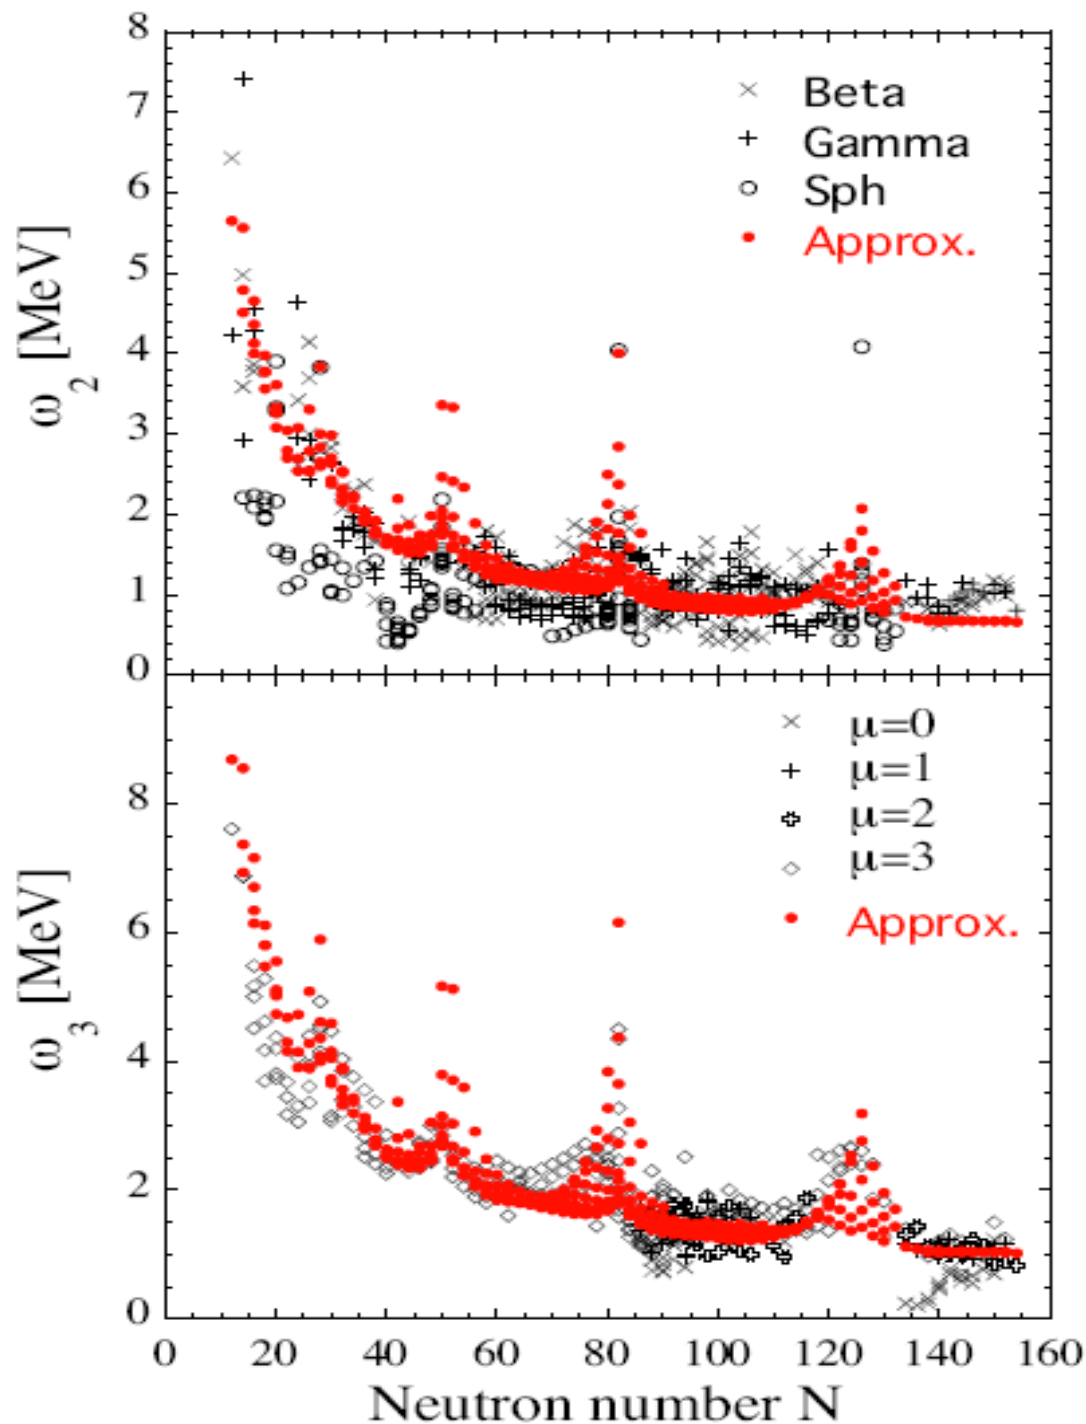 8
7
6
5
4
3
2
1
0
ω2 [MeV]
Beta
Gamma
Sph
Approx.
8
6
4
2
0
ω3 [MeV]
μ=0
μ=1
μ=2
μ=3
Approx.
0 20 40 60 80 100 120 140 160
Neutron number N